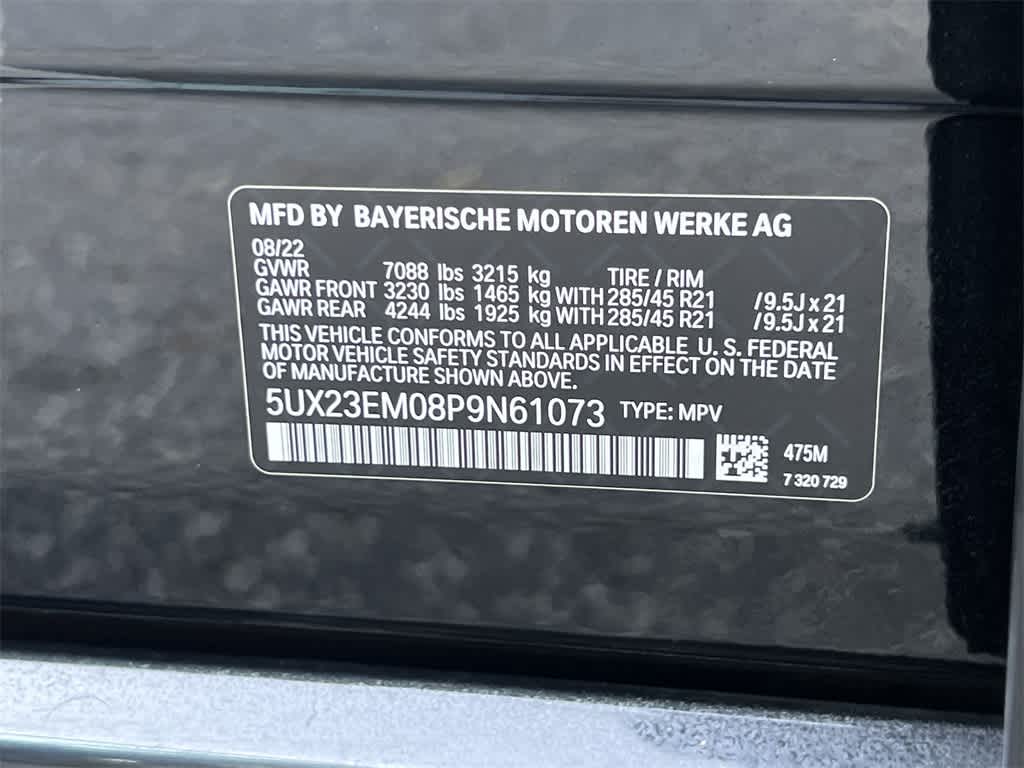 MFD BY BAYERISCHE MOTOREN WERKE AG
08/22
GVWR 7088 lbs 3215 kg TIRE / RIM
GAWR FRONT 3230 lbs 1465 kg WITH 285/45 R21 /9.5J x 21
GAWR REAR 4244 lbs 1925 kg WITH 285/45 R21 /9.5J x 21
THIS VEHICLE CONFORMS TO ALL APPLICABLE U. S. FEDERAL
MOTOR VEHICLE SAFETY STANDARDS IN EFFECT ON THE DATE
OF MANUFACTURE SHOWN ABOVE.
5UX23EM08P9N61073 TYPE: MPV
475M
7 320 729